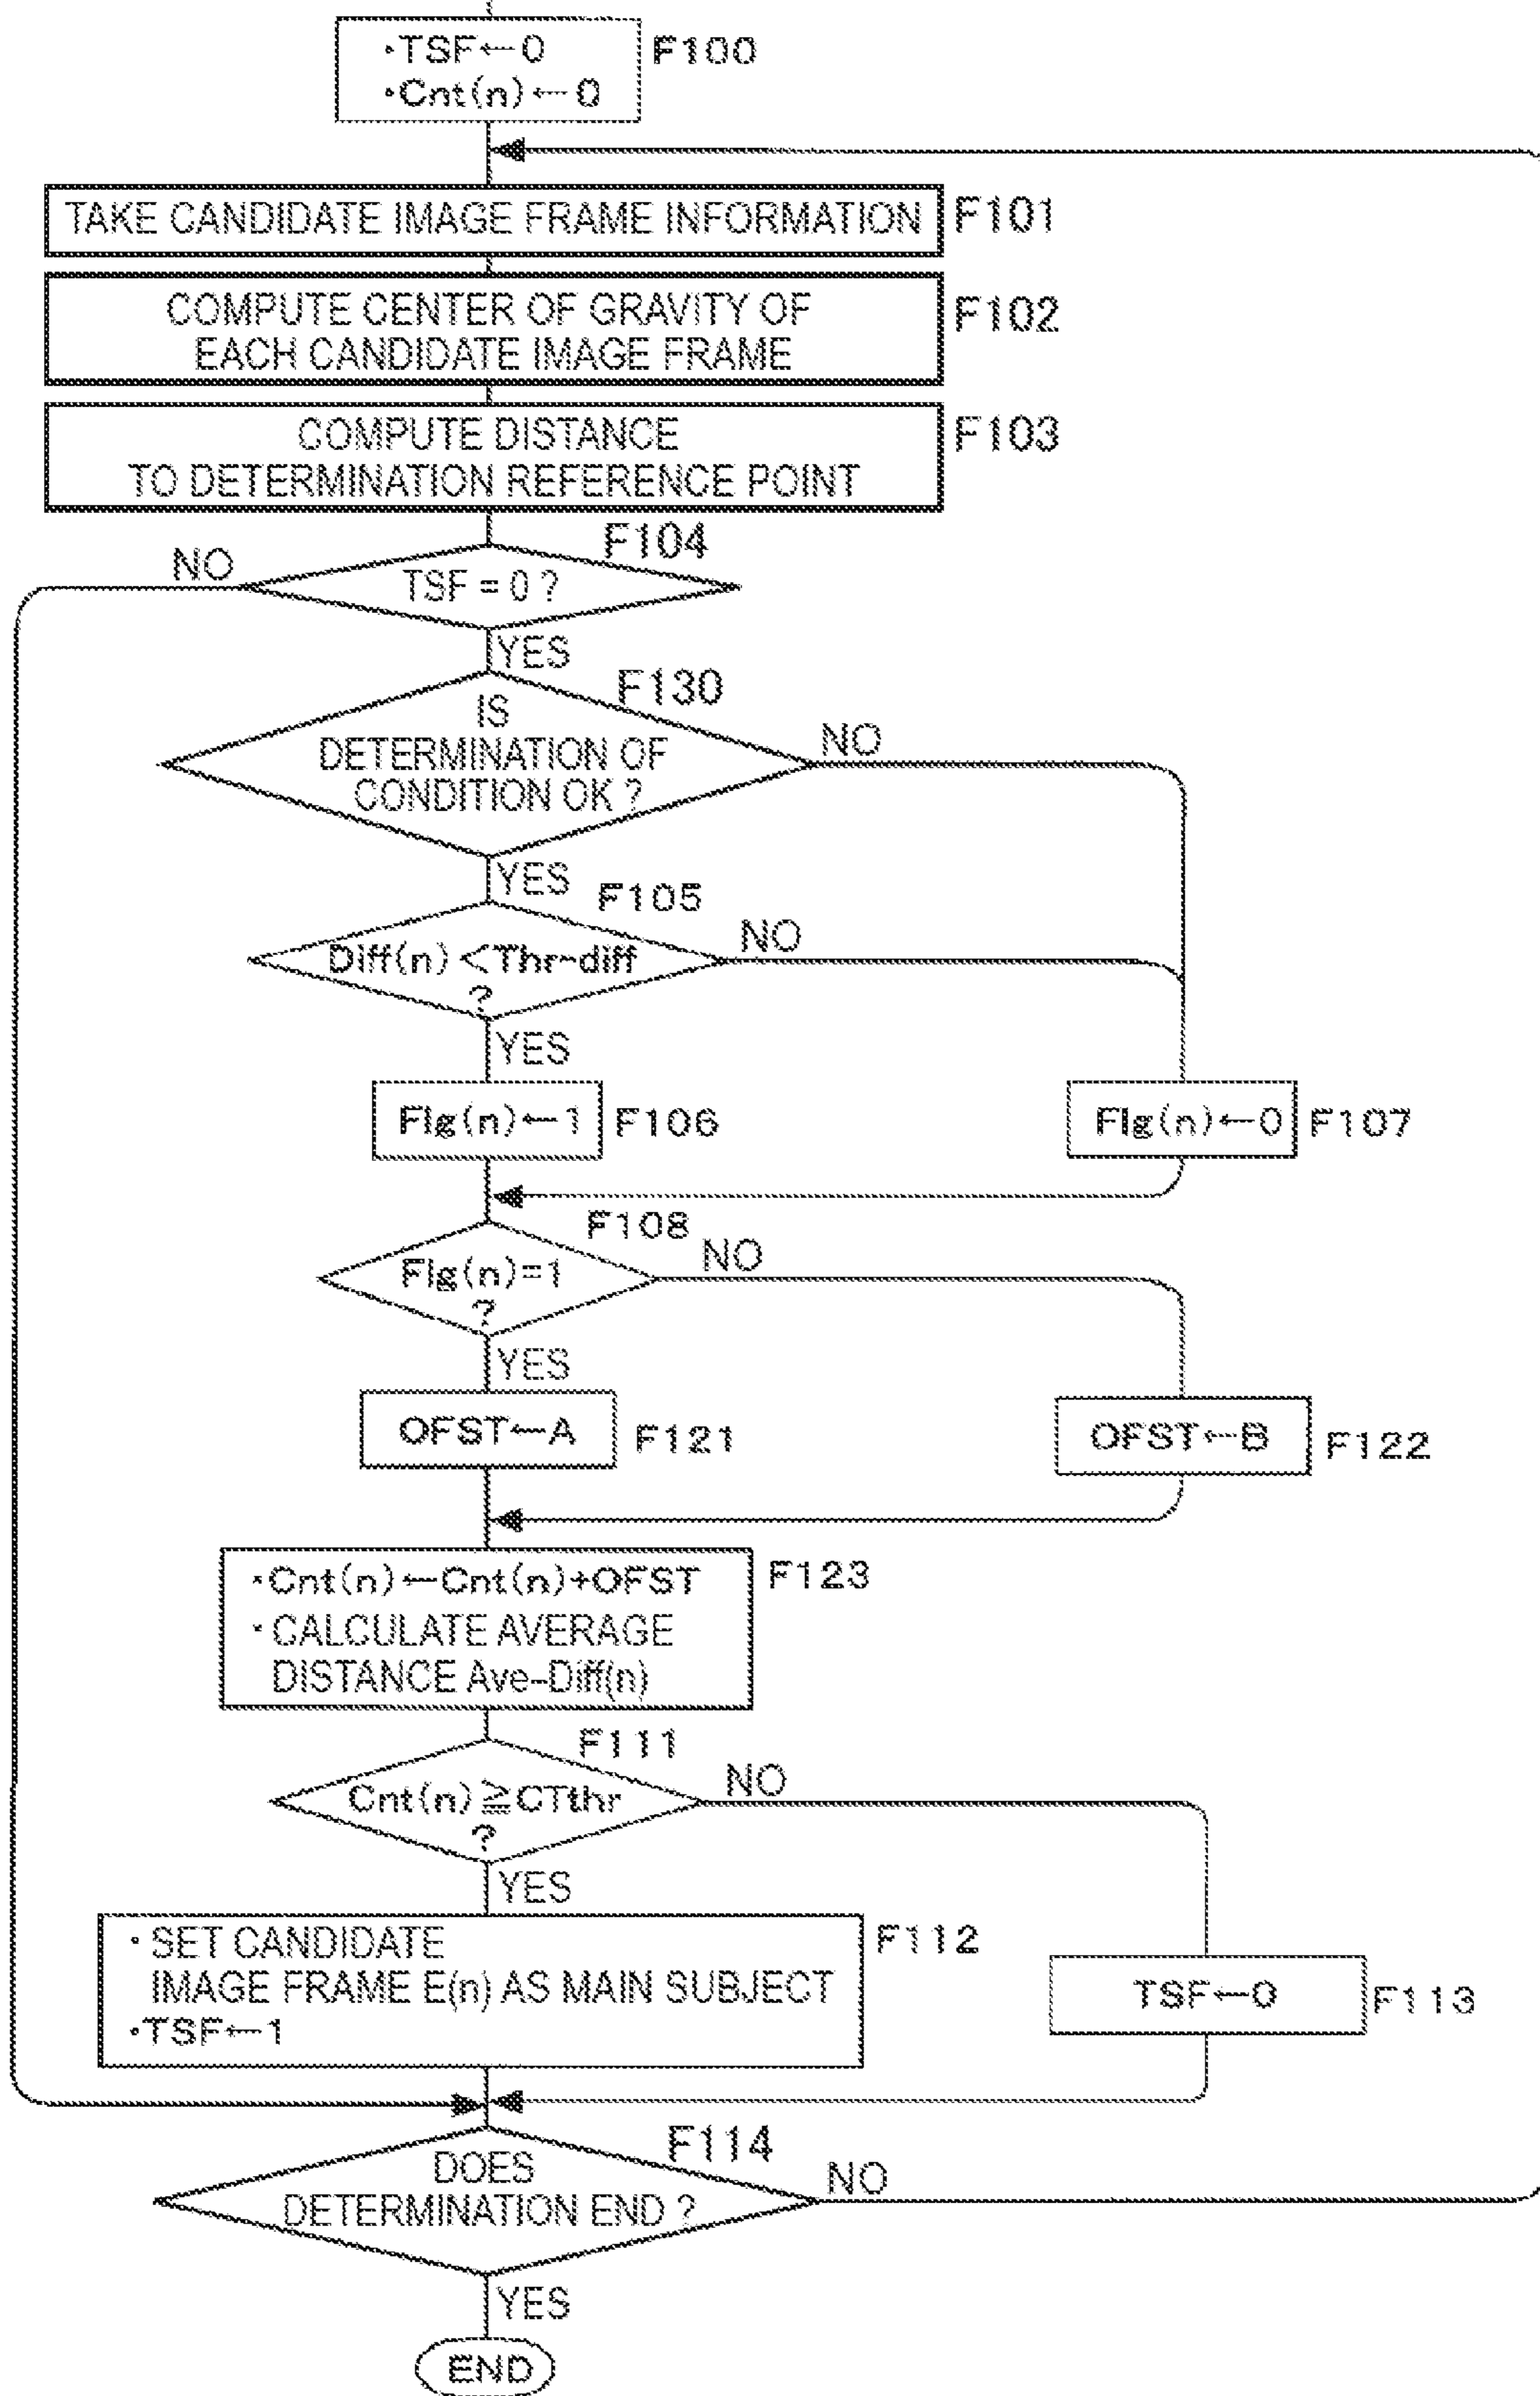 ・TSF←0
F100
・Cnt(n)←0
TAKE CANDIDATE IMAGE FRAME INFORMATION
F101
COMPUTE CENTER OF GRAVITY OF
EACH CANDIDATE IMAGE FRAME
F102
COMPUTE DISTANCE
TO DETERMINATION REFERENCE POINT
F103
F104
NO
TSF = 0 ?
YES
F130
IS
DETERMINATION OF
CONDITION OK ?
NO
YES
F105
Diff(n) <Thr-diff
?
NO
YES
Flg(n)←1
F106
Flg(n)←0
F107
F108
Flg(n)=1
?
NO
YES
OFST←A
F121
OFST←B
F122
・Cnt(n)←Cnt(n)+OFST
F123
・CALCULATE AVERAGE
DISTANCE Ave-Diff(n)
F111
Cnt(n)≧CTthr
?
NO
YES
・SET CANDIDATE
IMAGE FRAME E(n) AS MAIN SUBJECT
・TSF←1
F112
TSF←0
F113
F114
DOES
DETERMINATION END ?
NO
YES
END